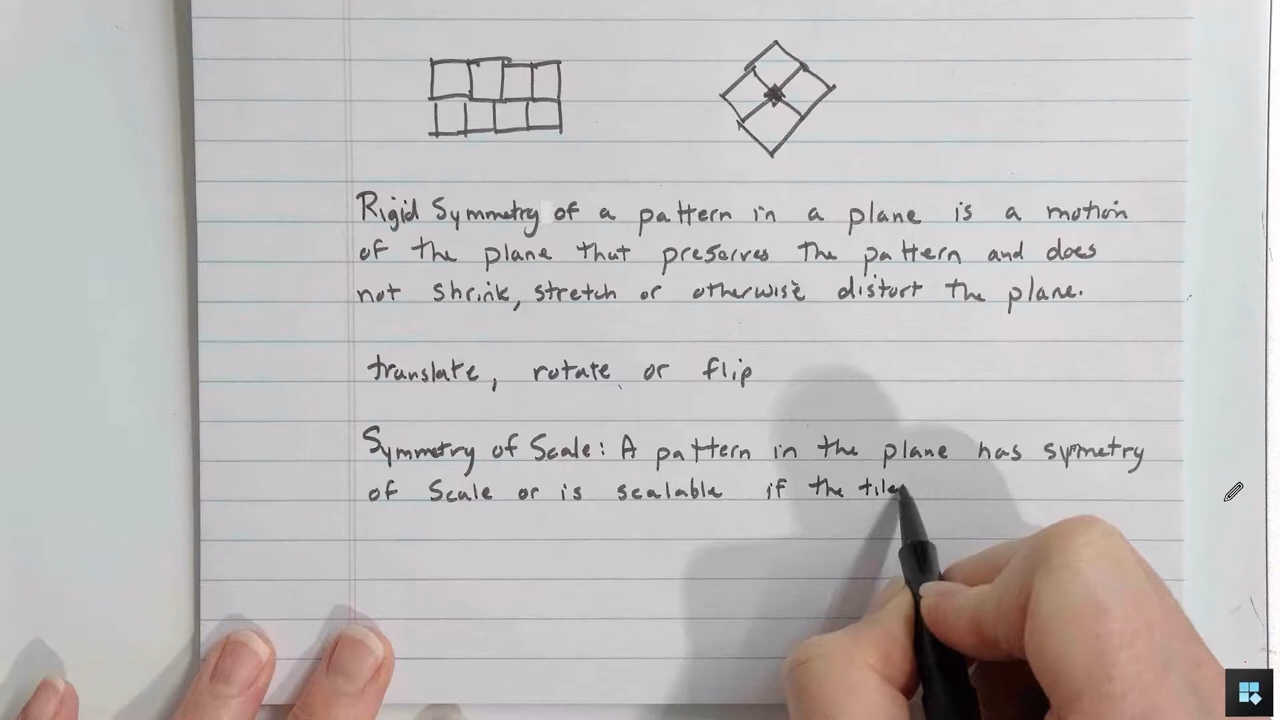 Rigid Symmetry of a pattern in a plane is a motion
of the plane that preserves the pattern and does
not shrink, stretch or otherwise distort the plane.
translate, rotate or flip
Symmetry of Scale: A pattern in the plane has symmetry
of Scale or is scalable if the tiles